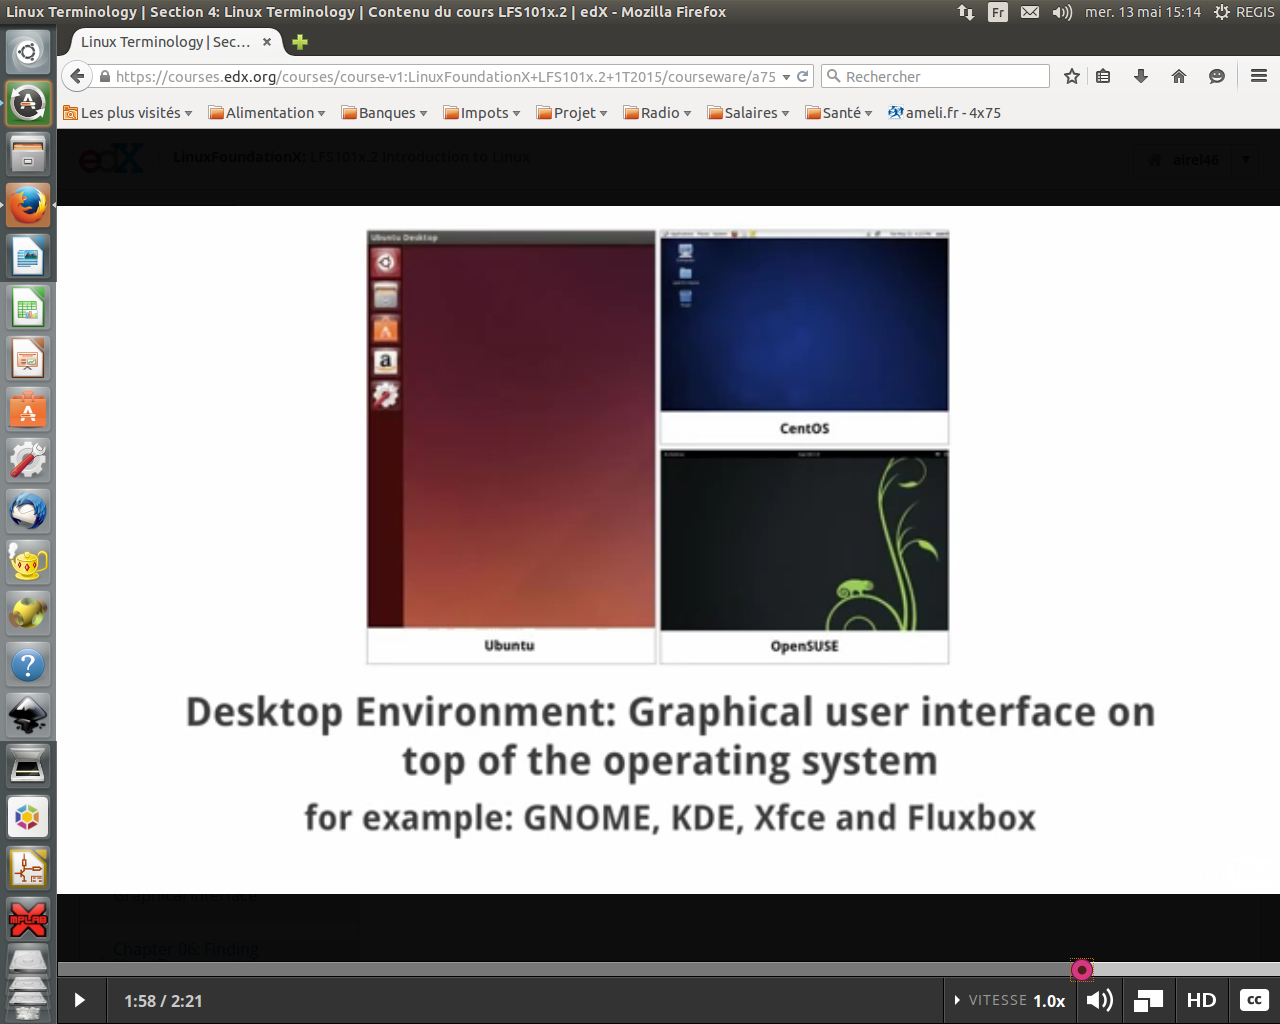 Linux Terminology | Section 4: Linux Terminology | Contenu du cours LFS101x.2 | edX - Mozilla Firefox
Fr
mer. 13 mai 15:14
REGIS
Linux Terminology | Sec...
https://courses.edx.org/courses/course-v1:LinuxFoundationX+LFS101x.2+1T2015/courseware/a75
Rechercher
Les plus visités
Alimentation
Banques
Impots
Projet
Radio
Salaires
Santé
ameli.fr - 4x75
edX
LinuxFoundationX: LFS101x.2 Introduction to Linux
airel46
Ubuntu Desktop
Ubuntu
CentOS
OpenSUSE
Desktop Environment: Graphical user interface on
top of the operating system
for example: GNOME, KDE, Xfce and Fluxbox
Graphical Interface
Chapter 06: Finding
MPLAB
1:58 / 2:21
VITESSE 1.0x
HD
cc